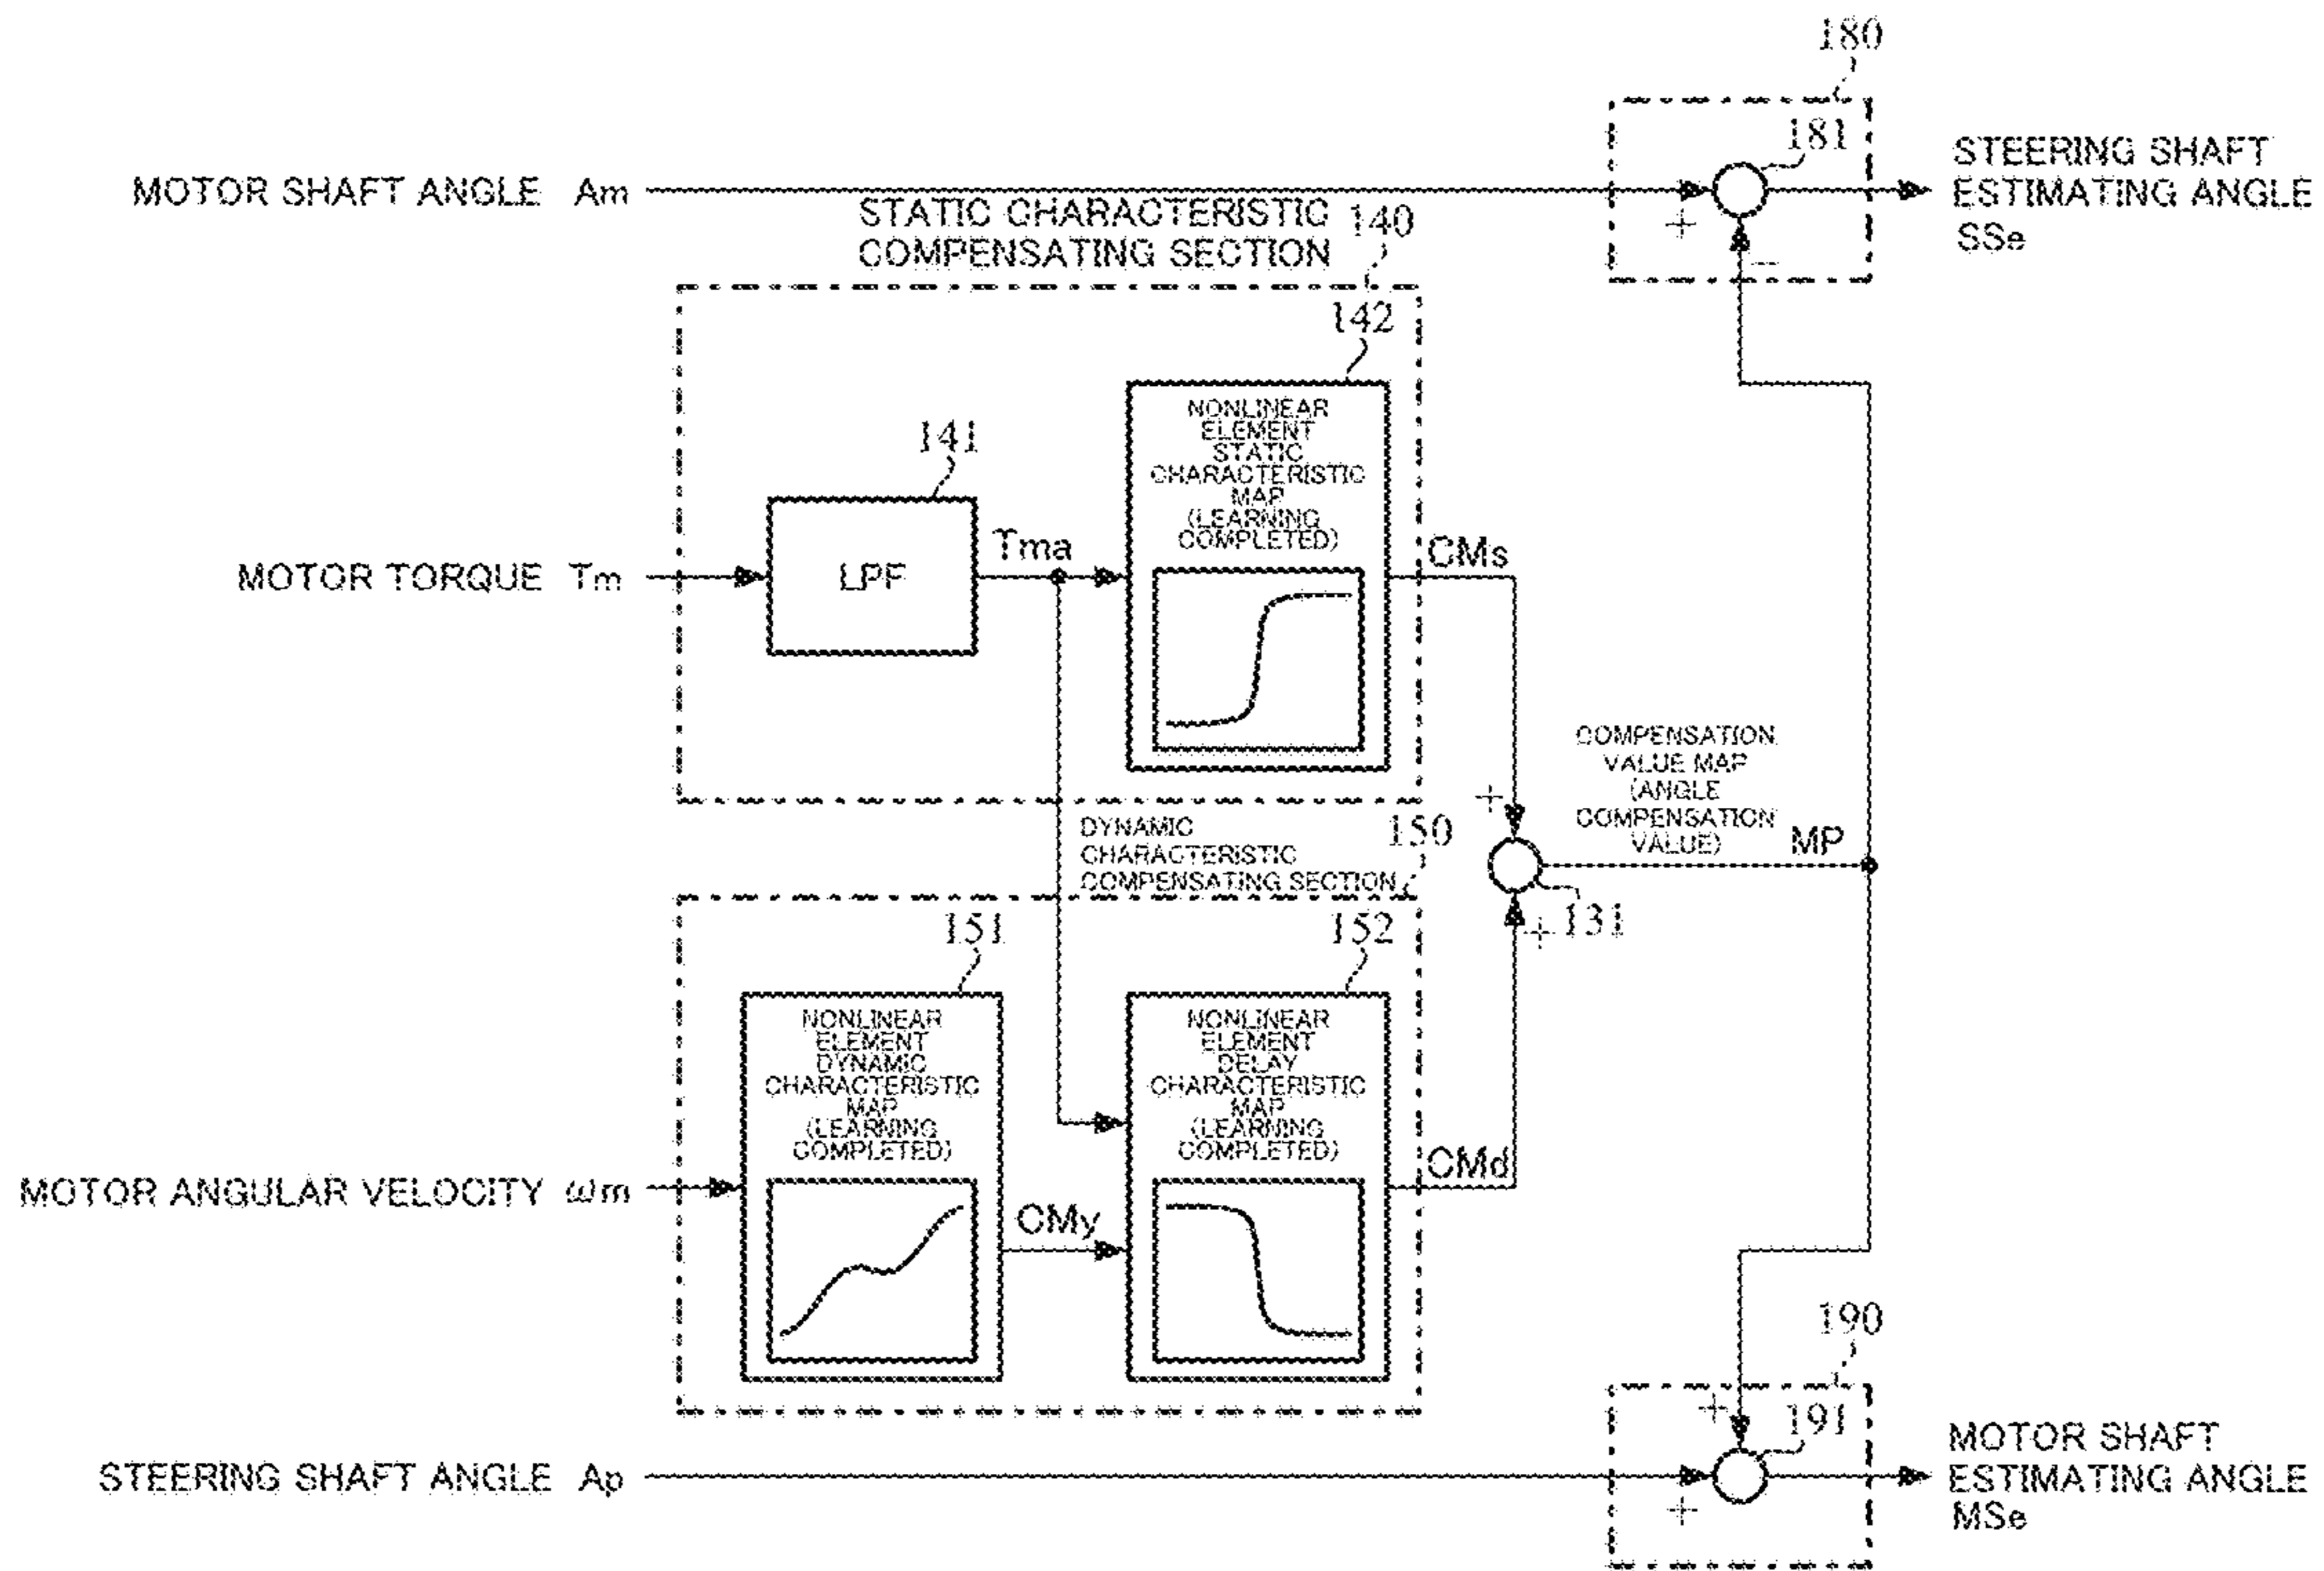 180
181
STEERING SHAFT
ESTIMATING ANGLE
SSe
MOTOR SHAFT ANGLE Am
+
−
STATIC CHARACTERISTIC
COMPENSATING SECTION
140
142
NONLINEAR
ELEMENT
STATIC
CHARACTERISTIC
MAP
(LEARNING
COMPLETED)
141
MOTOR TORQUE Tm
LPF
Tma
CMs
COMPENSATION
VALUE MAP
(ANGLE
COMPENSATION
VALUE)
MP
+
+
131
DYNAMIC
CHARACTERISTIC
COMPENSATING SECTION
150
151
152
NONLINEAR
ELEMENT
DYNAMIC
CHARACTERISTIC
MAP
(LEARNING
COMPLETED)
NONLINEAR
ELEMENT
DELAY
CHARACTERISTIC
MAP
(LEARNING
COMPLETED)
MOTOR ANGULAR VELOCITY ωm
CMy
CMd
190
191
+
+
STEERING SHAFT ANGLE Ap
MOTOR SHAFT
ESTIMATING ANGLE
MSe